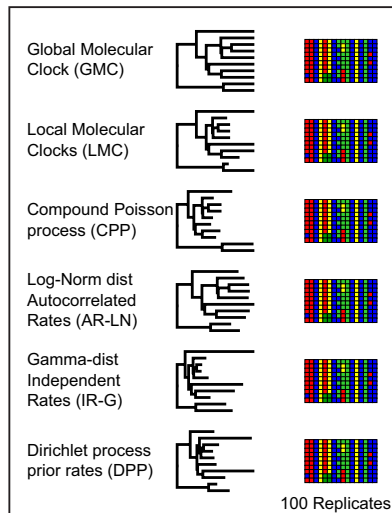 Global Molecular
Clock (GMC)
Local Molecular
Clocks (LMC)
Compound Poisson
process (CPP)
Log-Norm dist
Autocorrelated
Rates (AR-LN)
Gamma-dist
Independent
Rates (IR-G)
Dirichlet process
prior rates (DPP)
100 Replicates